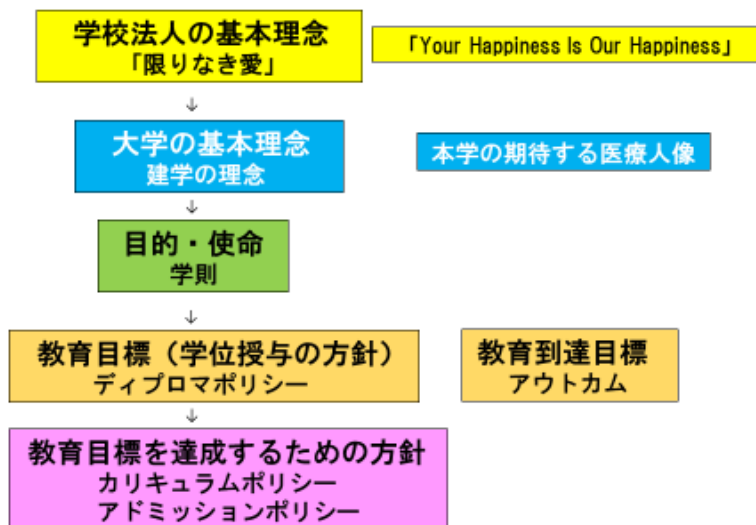 学校法人の基本理念
「限りなき愛」
「Your Happiness Is Our Happiness」
↓
大学の基本理念
建学の理念
本学の期待する医療人像
↓
目的・使命
学則
↓
教育目標（学位授与の方針）
ディプロマポリシー
教育到達目標
アウトカム
↓
教育目標を達成するための方針
カリキュラムポリシー
アドミッションポリシー